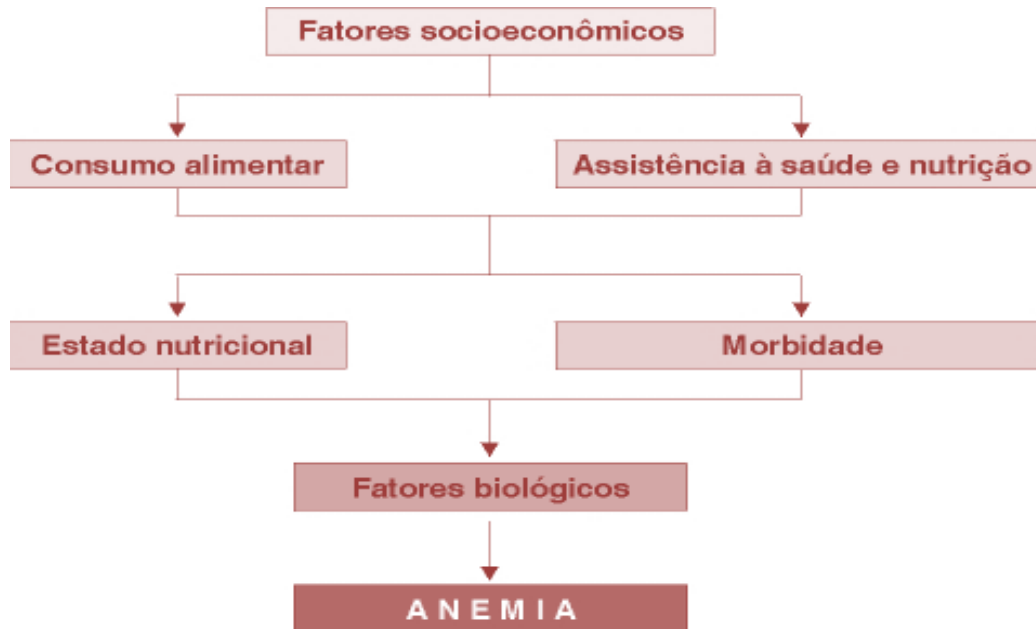 Fatores socioeconômicos
Consumo alimentar
Assistência à saúde e nutrição
Estado nutricional
Morbidade
Fatores biológicos
ANEMIA